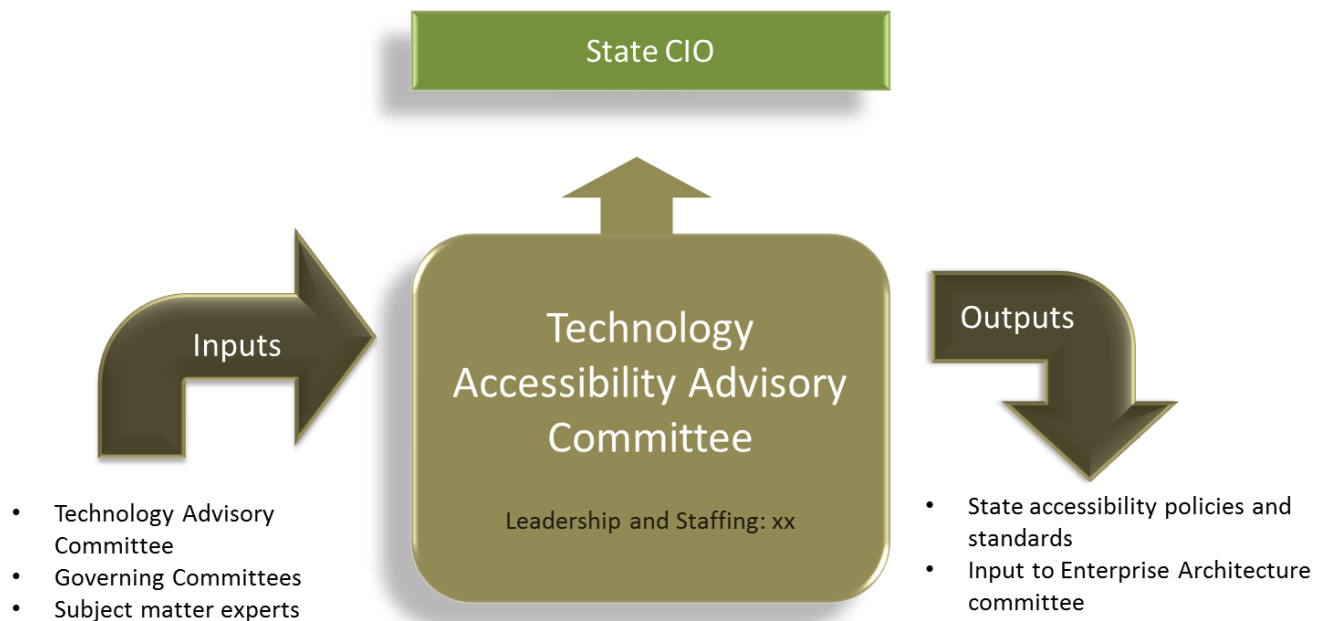 State CIO
Inputs
Technology
Accessibility Advisory
Committee
Leadership and Staffing: xx
Outputs
• Technology Advisory
Committee
• Governing Committees
• Subject matter experts
• State accessibility policies and
standards
• Input to Enterprise Architecture
committee